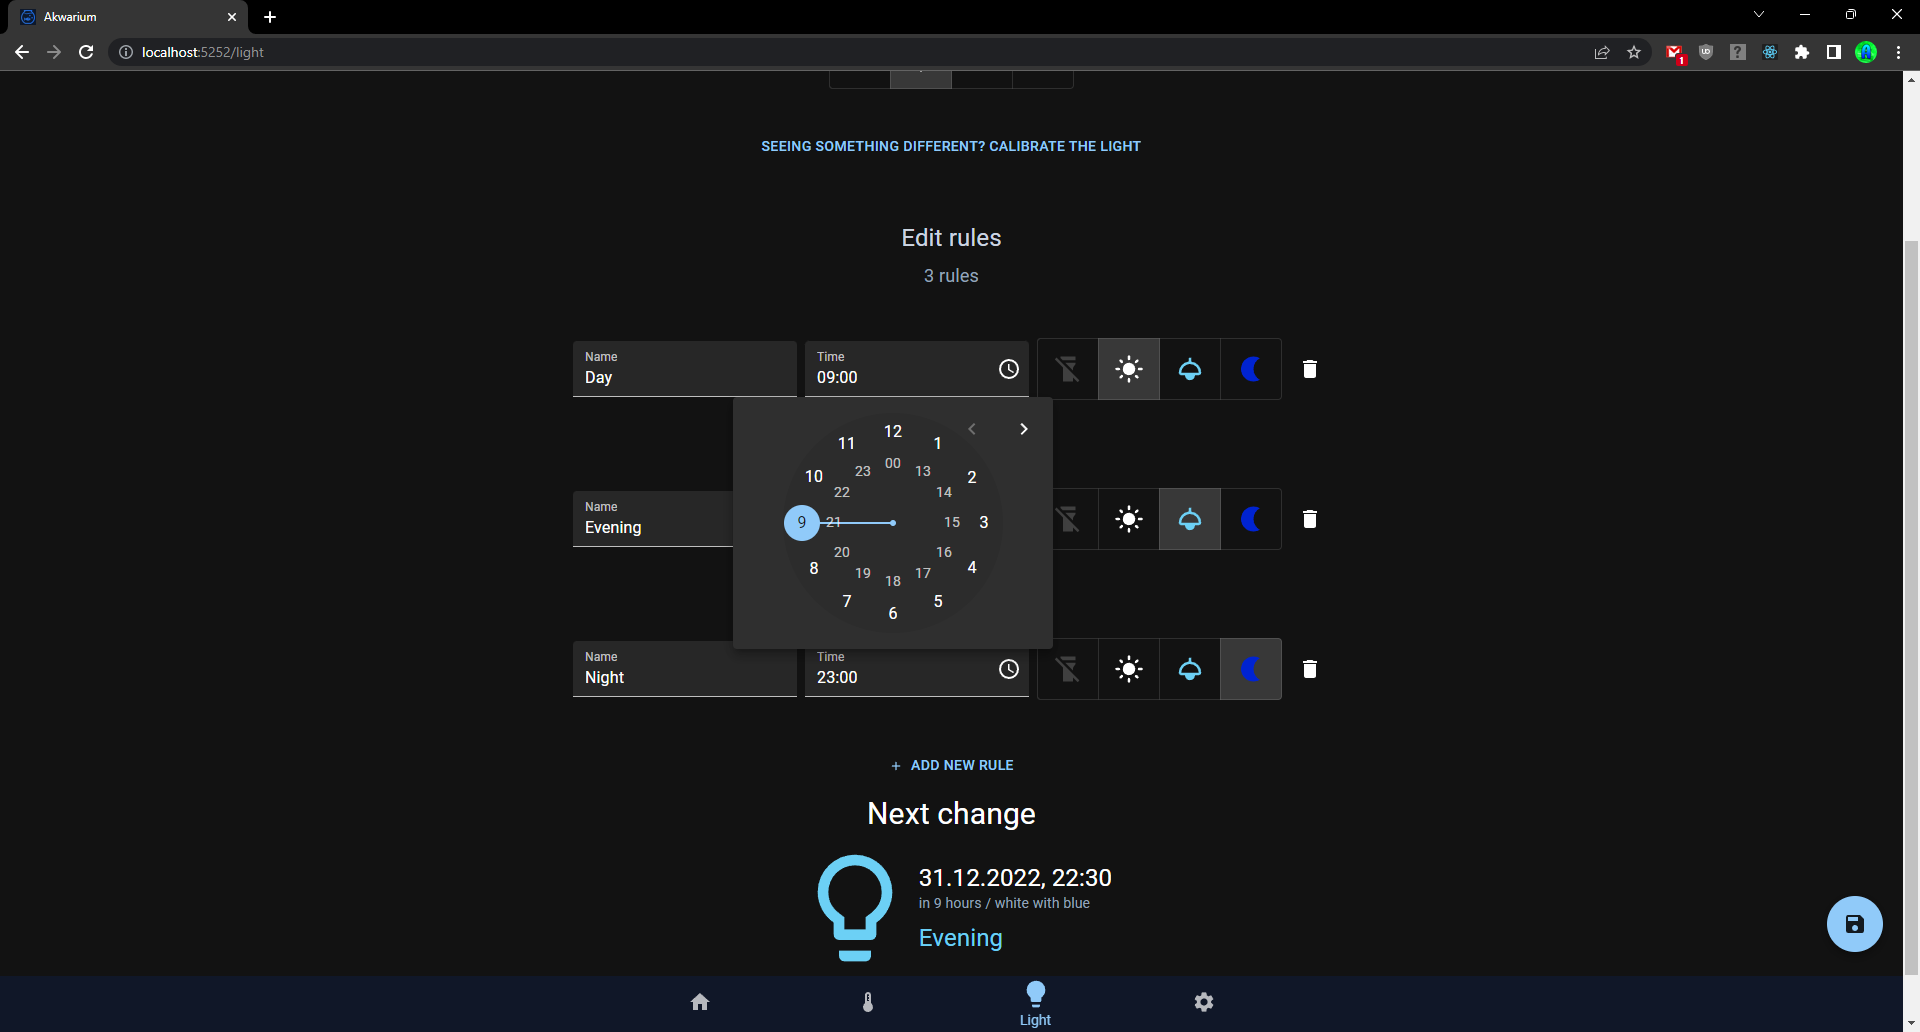 Akwarium
localhost:5252/light
1
SEEING SOMETHING DIFFERENT? CALIBRATE THE LIGHT
Edit rules
3 rules
Name
Day
Time
09:00
12
11
1
00
23
13
10
2
22
14
9
21
15
3
20
16
8
4
19
17
18
7
5
6
Name
Evening
Name
Night
Time
23:00
+ ADD NEW RULE
Next change
31.12.2022, 22:30
in 9 hours / white with blue
Evening
Light